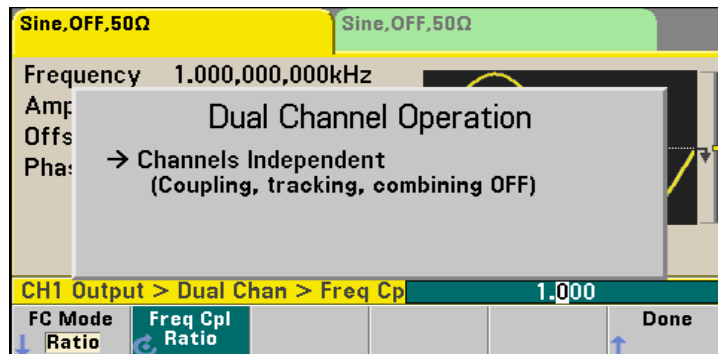 Sine,OFF,50Ω
Sine,OFF,50Ω
Frequency 1.000,000,000kHz
Amp
Offs
Phas
Dual Channel Operation
→ Channels Independent
(Coupling, tracking, combining OFF)
CH1 Output > Dual Chan > Freq Cp 1.000
FC Mode
Ratio
Freq Cpl
Ratio
Done